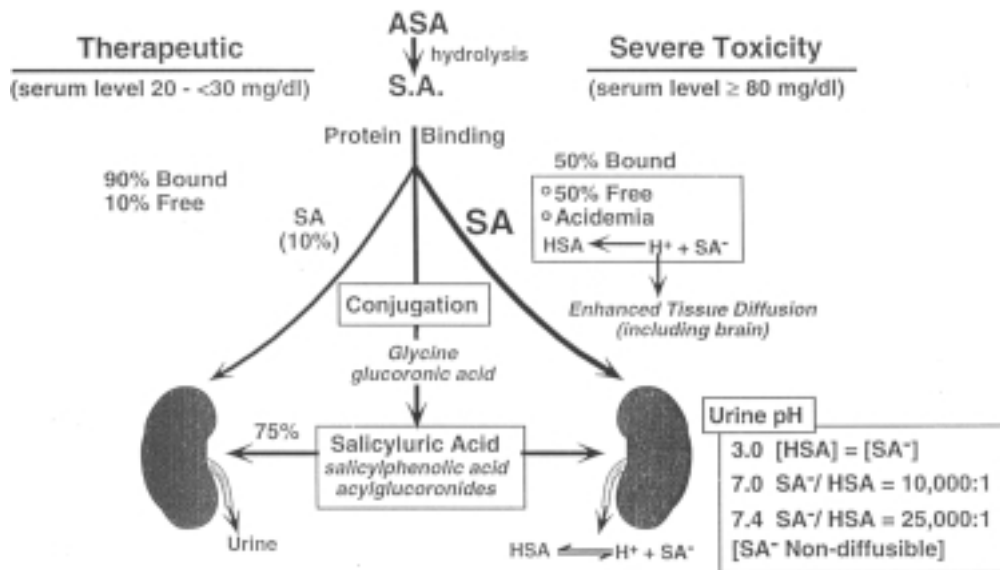 ASA
hydrolysis
S.A.
Therapeutic
(serum level 20 - <30 mg/dl)
Severe Toxicity
(serum level ≥ 80 mg/dl)
Protein Binding
90% Bound
10% Free
SA
(10%)
SA
50% Bound
° 50% Free
° Acidemia
HSA ← H⁺ + SA⁻
Enhanced Tissue Diffusion
(including brain)
Conjugation
Glycine
glucoronic acid
75%
Salicyluric Acid
salicylphenolic acid
acylglucoronides
Urine
HSA ⇌ H⁺ + SA⁻
Urine pH
3.0 [HSA] = [SA⁻]
7.0 SA⁻/ HSA = 10,000:1
7.4 SA⁻/ HSA = 25,000:1
[SA⁻ Non-diffusible]